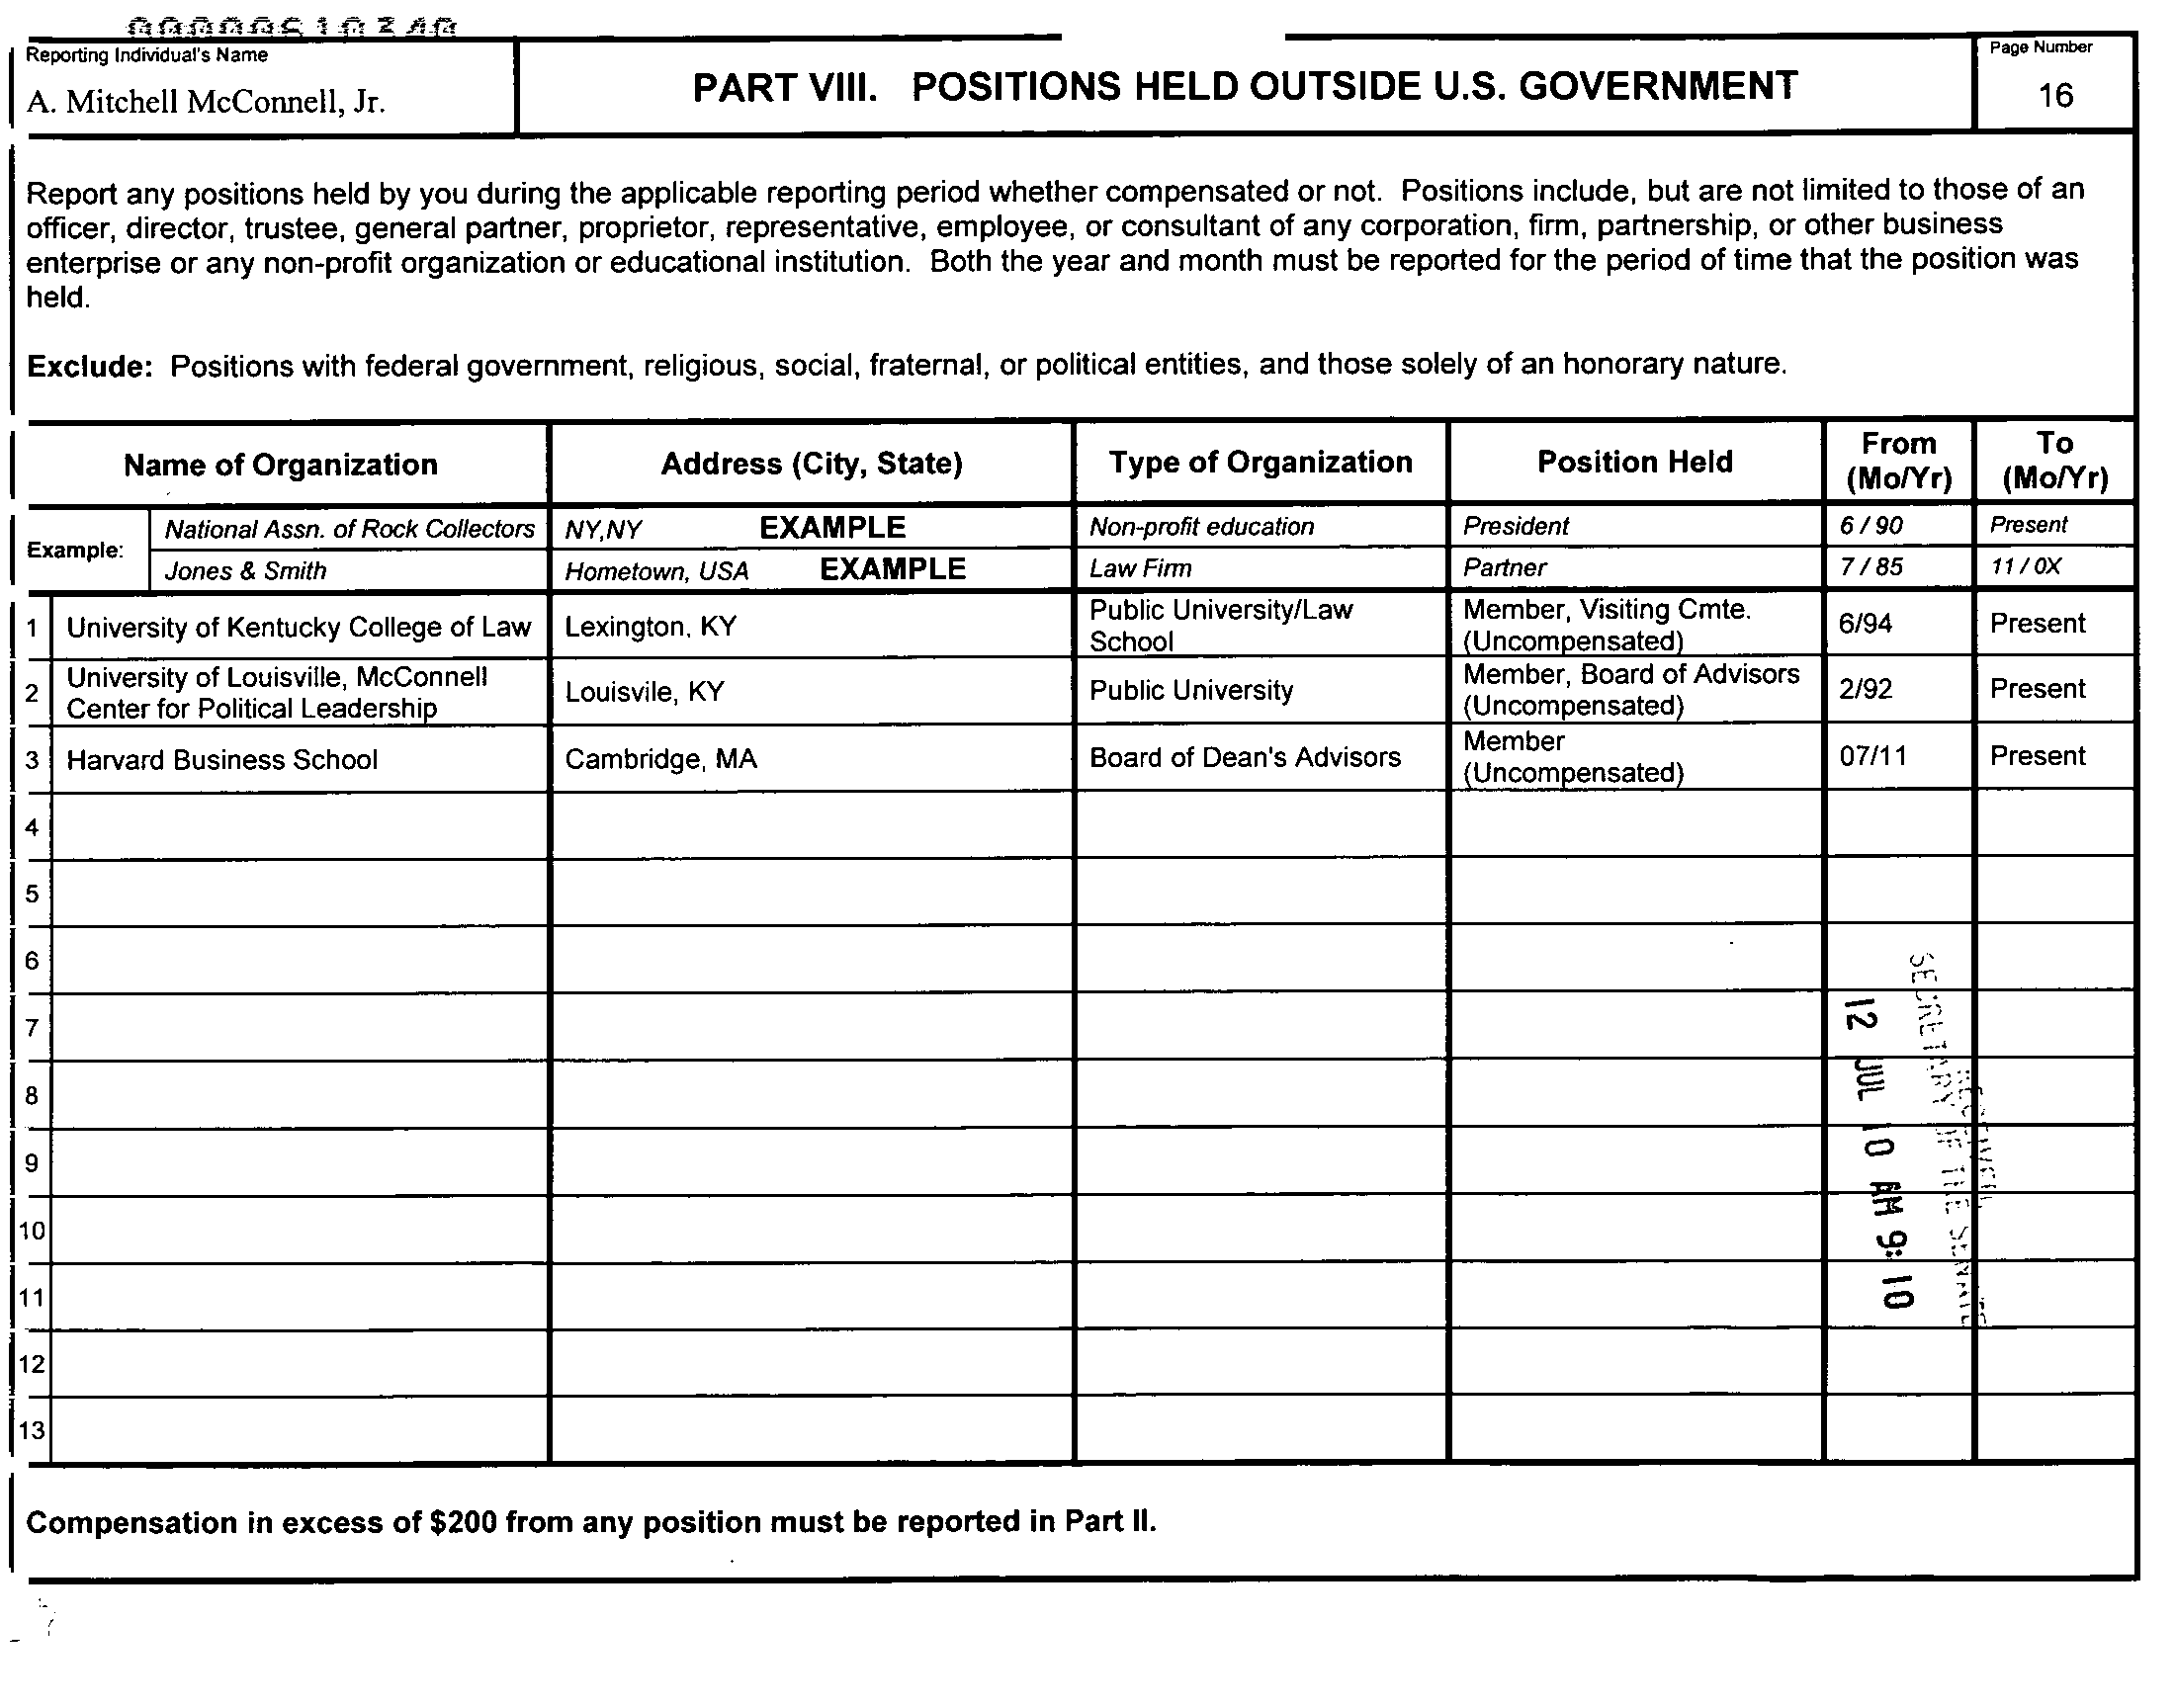 00000510340
Reporting Individual's Name
A. Mitchell McConnell, Jr.
PART VIII. POSITIONS HELD OUTSIDE U.S. GOVERNMENT
Page Number
16
Report any positions held by you during the applicable reporting period whether compensated or not. Positions include, but are not limited to those of an
officer, director, trustee, general partner, proprietor, representative, employee, or consultant of any corporation, firm, partnership, or other business
enterprise or any non-profit organization or educational institution. Both the year and month must be reported for the period of time that the position was
held.
Exclude: Positions with federal government, religious, social, fraternal, or political entities, and those solely of an honorary nature.
Name of Organization Address (City, State) Type of Organization Position Held From (Mo/Yr) To (Mo/Yr)
Example:
National Assn. of Rock Collectors NY,NY EXAMPLE Non-profit education President 6 / 90 Present
Jones & Smith Hometown, USA EXAMPLE Law Firm Partner 7 / 85 11 / 0X
1 University of Kentucky College of Law Lexington, KY Public University/Law School Member, Visiting Cmte. (Uncompensated) 6/94 Present
2 University of Louisville, McConnell Center for Political Leadership Louisvile, KY Public University Member, Board of Advisors (Uncompensated) 2/92 Present
3 Harvard Business School Cambridge, MA Board of Dean's Advisors Member (Uncompensated) 07/11 Present
4
5
6
7
8
9
10
11
12
13
SECRETARY OF THE SENATE
12 JUL 10 AM 9:10
Compensation in excess of $200 from any position must be reported in Part II.